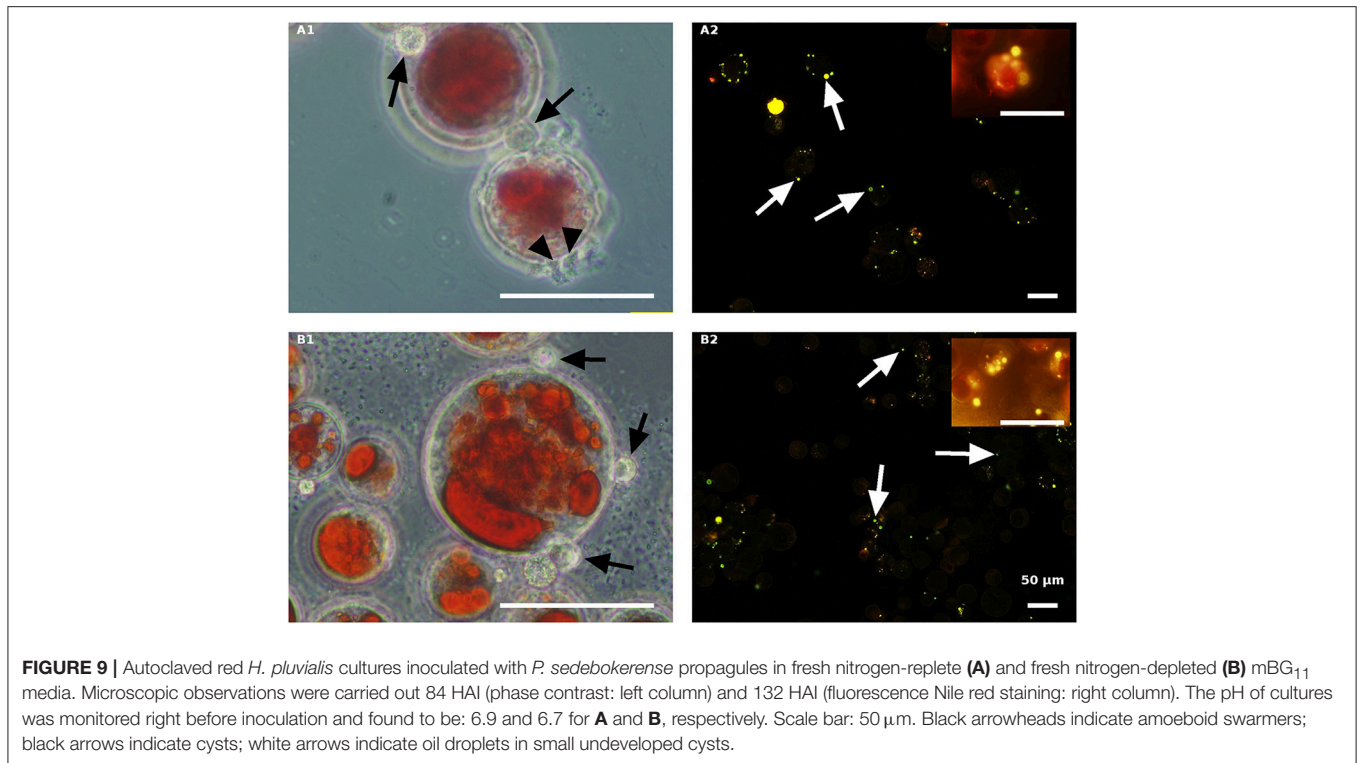 A1
A2
B1
B2
50 µm
FIGURE 9 | Autoclaved red H. pluvialis cultures inoculated with P. sedebokerense propagules in fresh nitrogen-replete (A) and fresh nitrogen-depleted (B) mBG11
media. Microscopic observations were carried out 84 HAI (phase contrast: left column) and 132 HAI (fluorescence Nile red staining: right column). The pH of cultures
was monitored right before inoculation and found to be: 6.9 and 6.7 for A and B, respectively. Scale bar: 50 µm. Black arrowheads indicate amoeboid swarmers;
black arrows indicate cysts; white arrows indicate oil droplets in small undeveloped cysts.